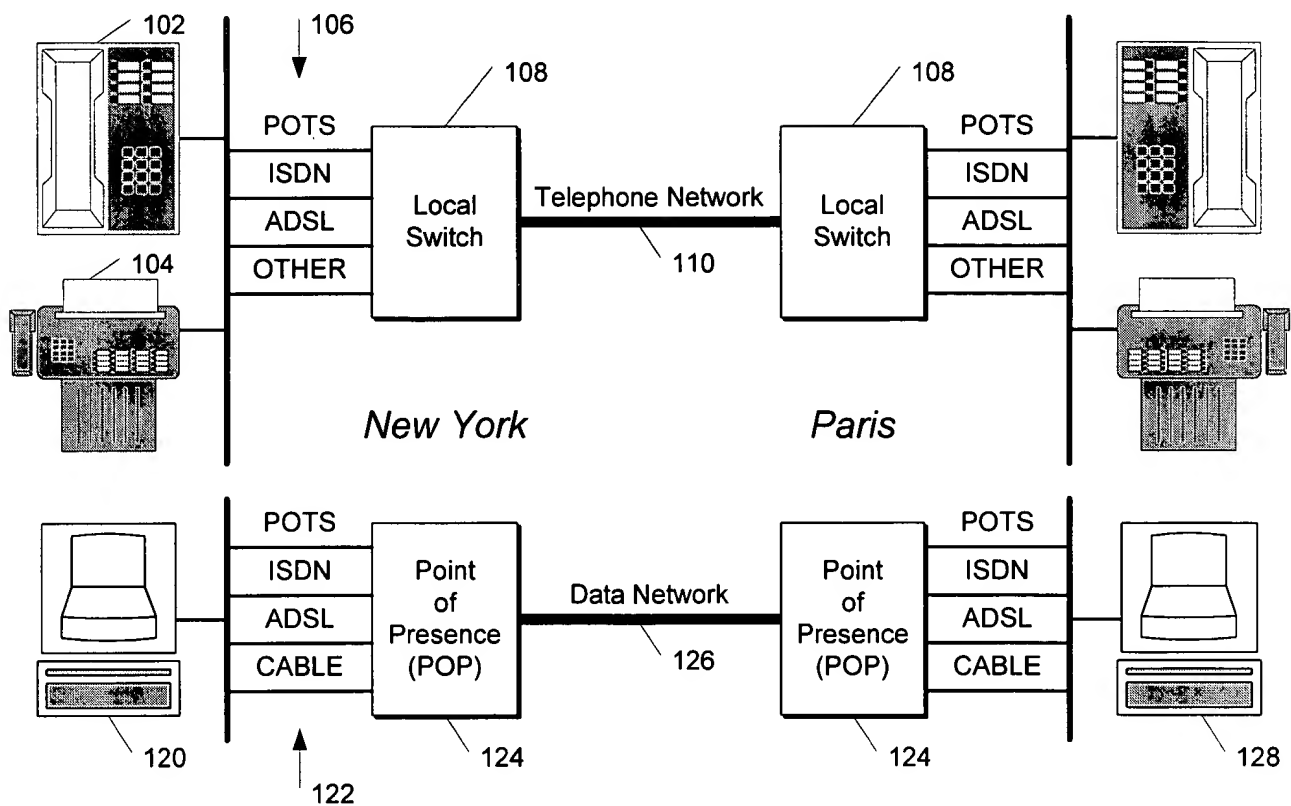 102
106
108
108
POTS
ISDN
ADSL
OTHER
Local
Switch
Telephone Network
110
Local
Switch
POTS
ISDN
ADSL
OTHER
104
New York
Paris
POTS
ISDN
ADSL
CABLE
Point
of
Presence
(POP)
Data Network
126
Point
of
Presence
(POP)
POTS
ISDN
ADSL
CABLE
120
122
124
124
128